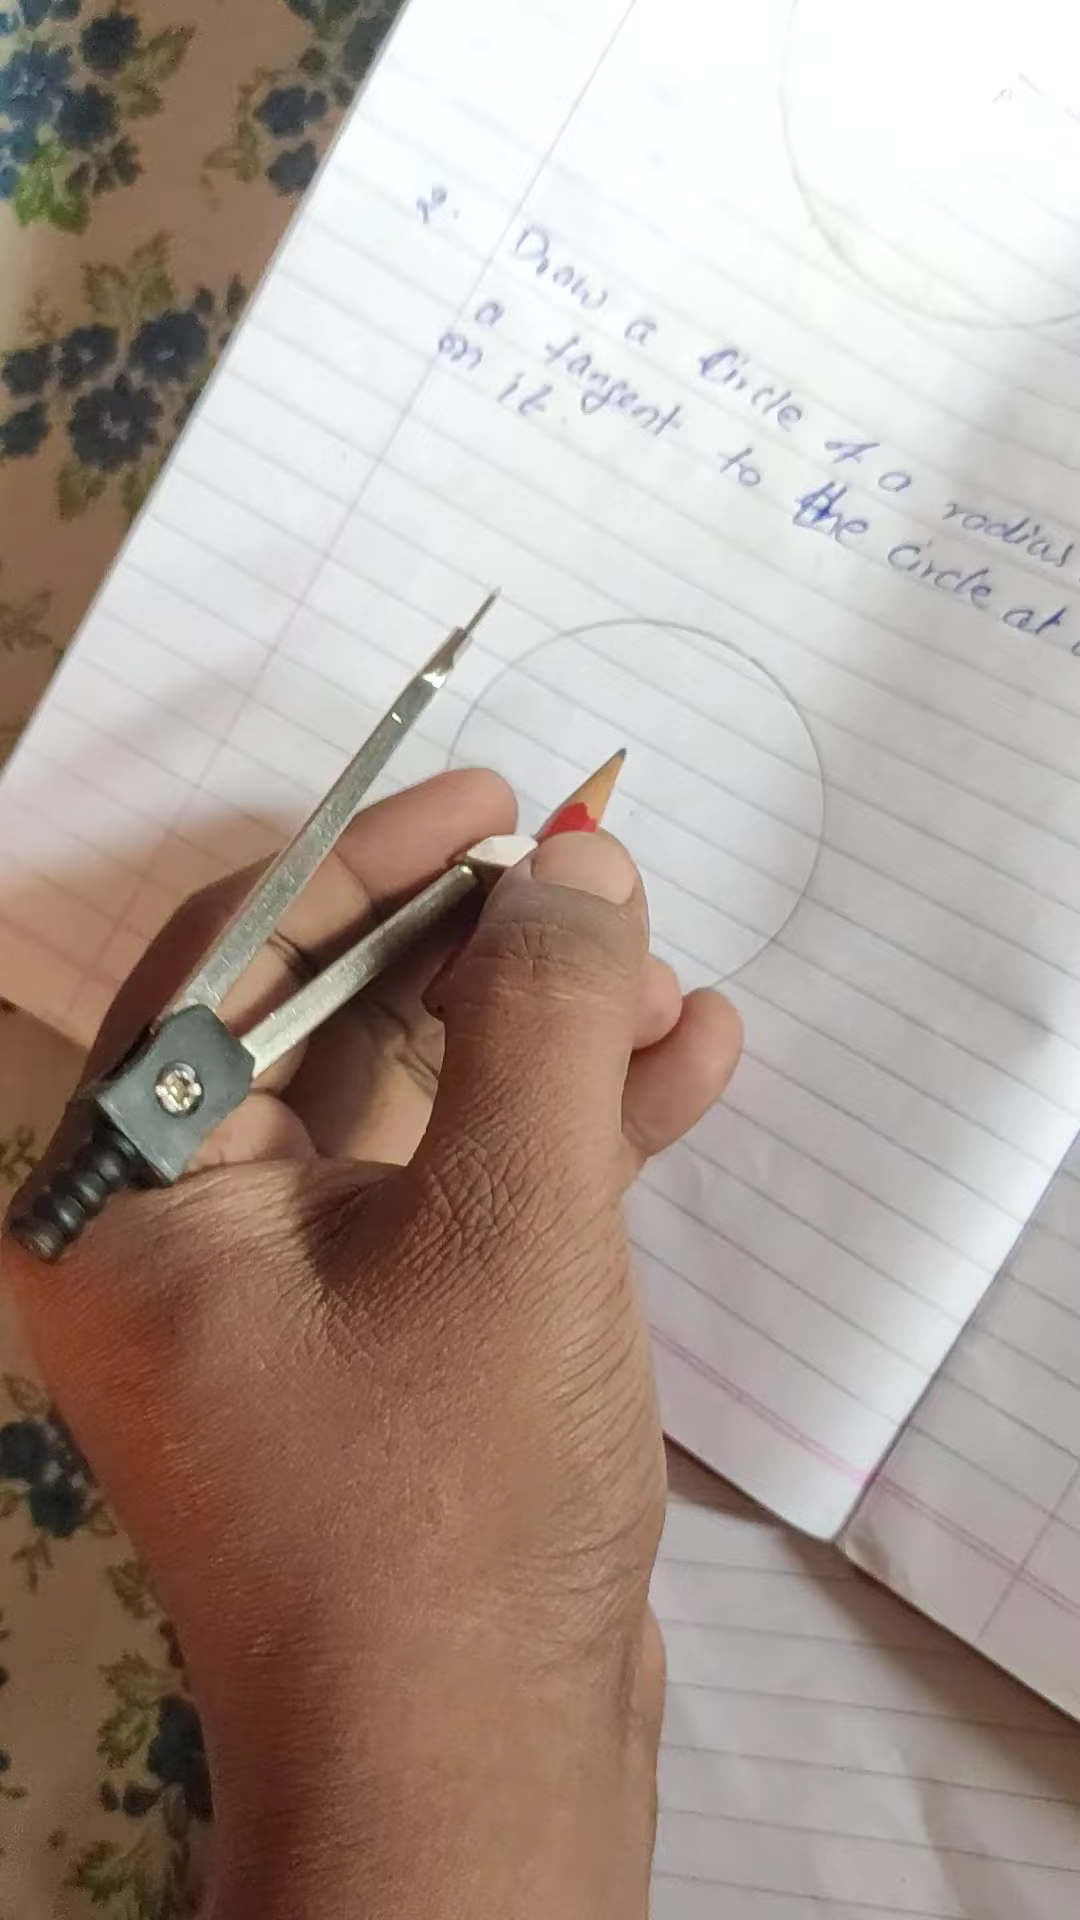 2. Draw a circle of a radius
a tangent to the circle at
on it.